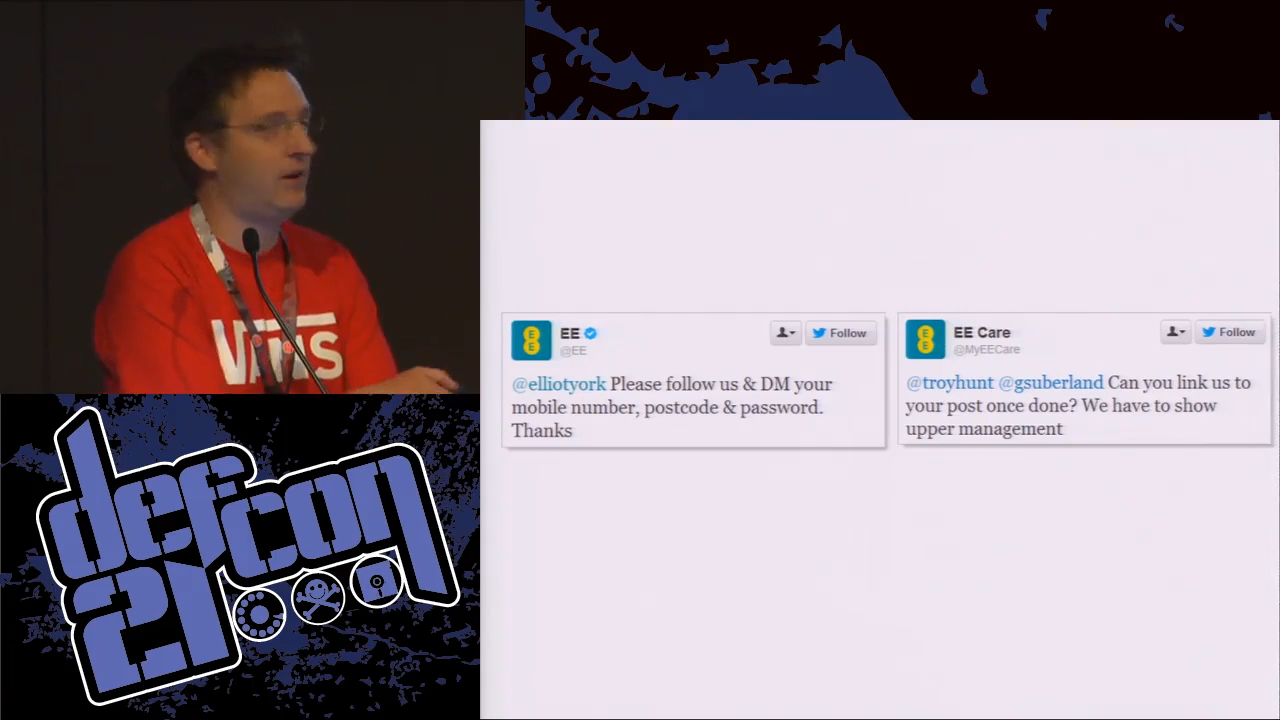 VANS
EE
@EE
Follow
@elliotyork Please follow us & DM your
mobile number, postcode & password.
Thanks
EE Care
@MyEECare
Follow
@troyhunt @gsuberland Can you link us to
your post once done? We have to show
upper management
defcon
21